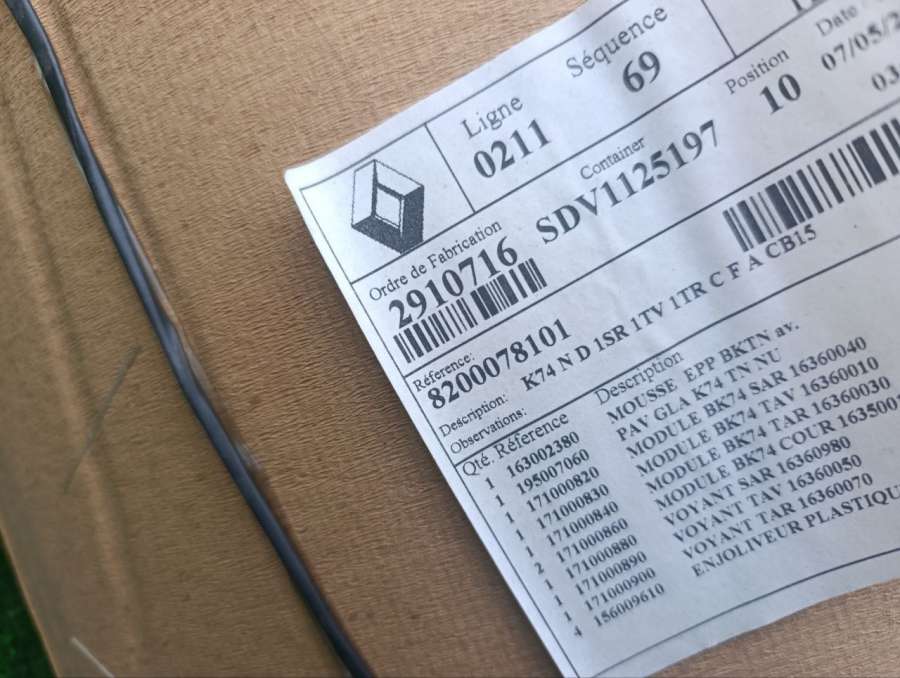 Ligne Séquence
0211 69
Ordre de Fabrication Container Position Date
2910716 SDV1125197 10 07/05/2
03
Référence:
8200078101
Description: K74 N D 1SR 1TV 1TR C F A CB15
Observations:
Qté. Référence Description
1 163002380 MOUSSE EPP BKTN av.
1 195007060 PAV GLA K74 TN NU
1 171000820 MODULE BK74 SAR 16360040
1 171000830 MODULE BK74 TAV 16360010
1 171000840 MODULE BK74 TAR 16360030
2 171000860 MODULE BK74 COUR 163500
1 171000880 VOYANT SAR 16360980
1 171000890 VOYANT TAV 16360050
1 171000900 VOYANT TAR 16360070
4 156009610 ENJOLIVEUR PLASTIQU